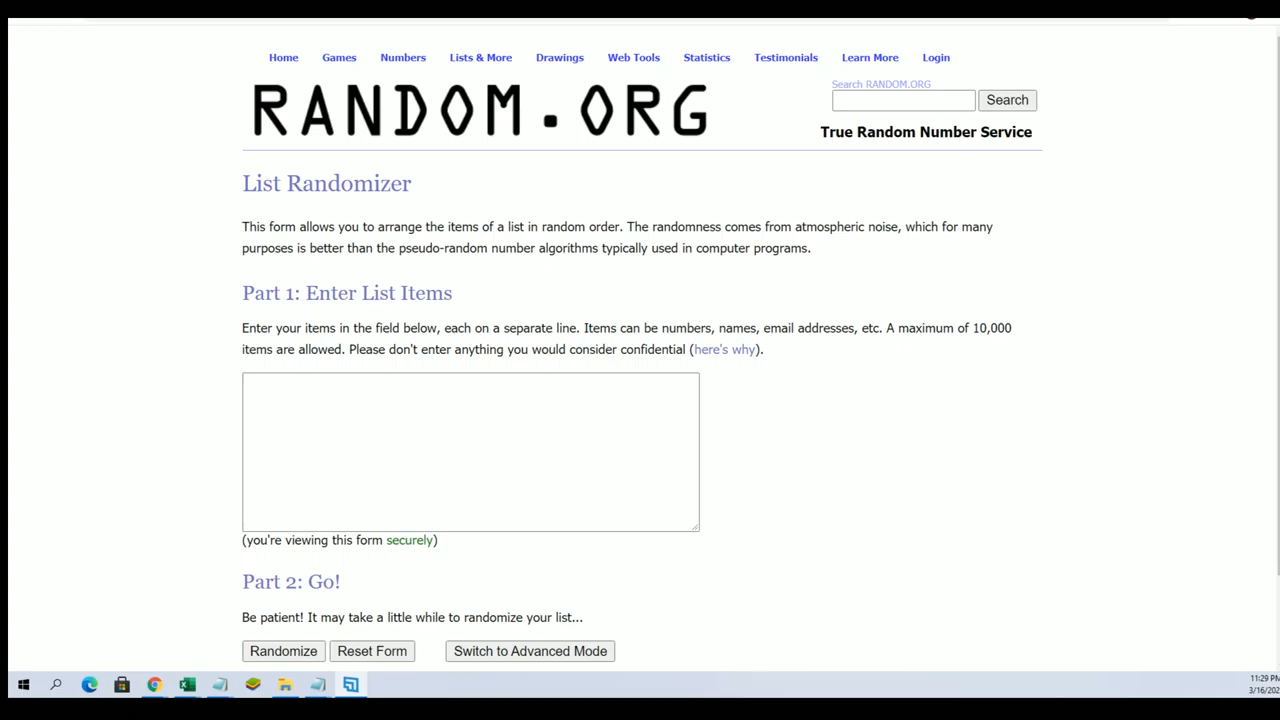 Home Games Numbers Lists & More Drawings Web Tools Statistics Testimonials Learn More Login
RANDOM.ORG
Search RANDOM.ORG
Search
True Random Number Service
List Randomizer
This form allows you to arrange the items of a list in random order. The randomness comes from atmospheric noise, which for many
purposes is better than the pseudo-random number algorithms typically used in computer programs.
Part 1: Enter List Items
Enter your items in the field below, each on a separate line. Items can be numbers, names, email addresses, etc. A maximum of 10,000
items are allowed. Please don't enter anything you would consider confidential (here's why).
(you're viewing this form securely)
Part 2: Go!
Be patient! It may take a little while to randomize your list...
Randomize Reset Form Switch to Advanced Mode
11:29 PM
3/16/202